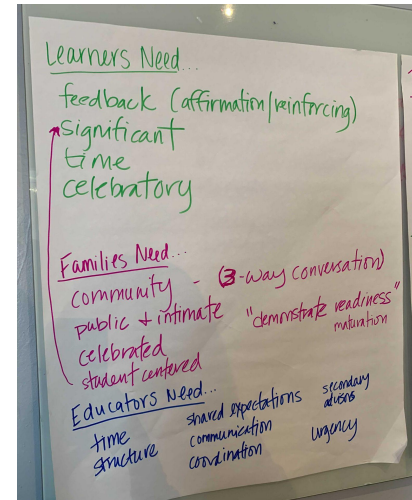 Learners Need...
feedback (affirmation/reinforcing)
significant
time
celebratory
Families Need...
community - (3-way conversation)
public + intimate "demonstrate readiness"
maturation
celebrated
student centered
Educators Need...
time shared expectations secondary
structure communication advisors
coordination urgency